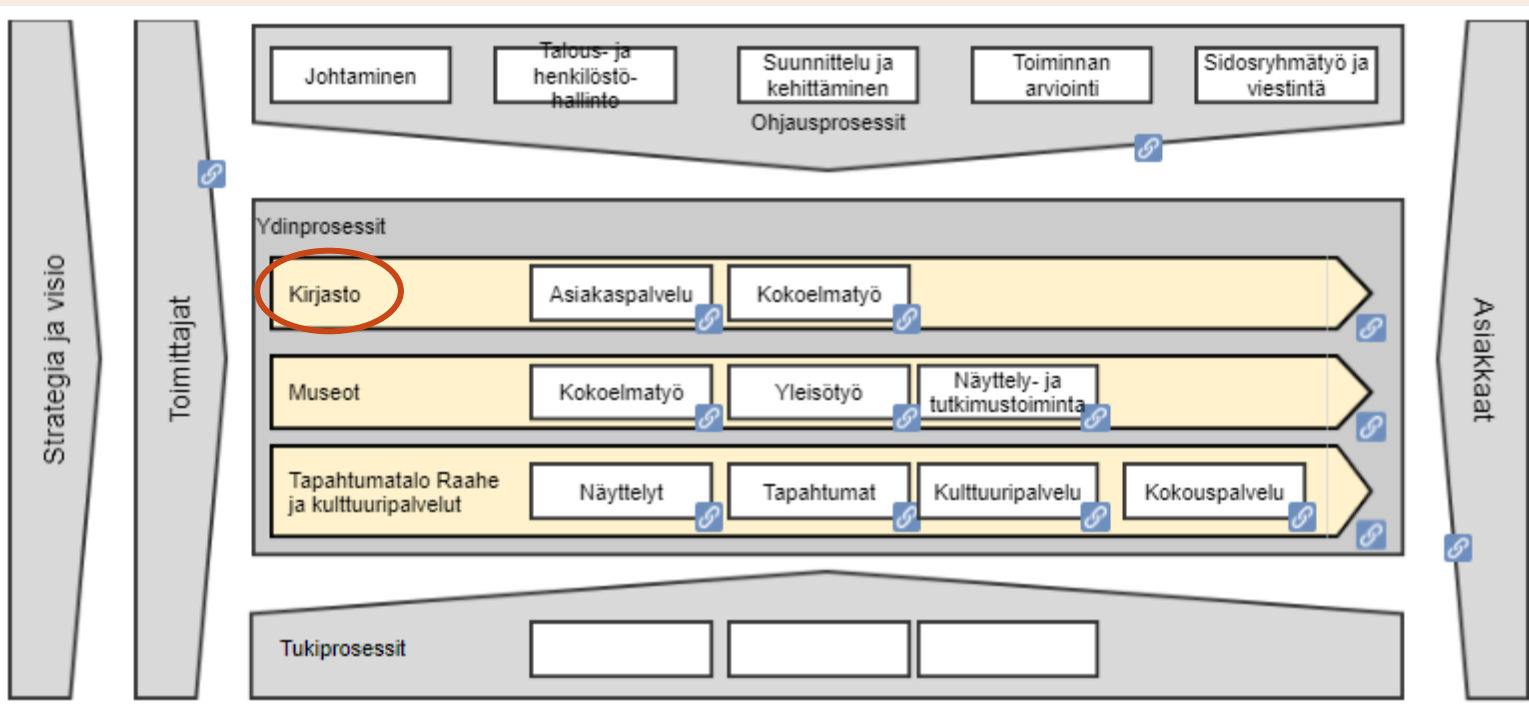 Strategia ja visio
Toimittajat
Johtaminen
Talous- ja
henkilöstö-
hallinto
Suunnittelu ja
kehittäminen
Toiminnan
arviointi
Sidosryhmätyö ja
viestintä
Ohjausprosessit
Ydinprosessit
Kirjasto
Asiakaspalvelu
Kokoelmatyö
Museot
Kokoelmatyö
Yleisötyö
Näyttely- ja
tutkimustoiminta
Tapahtumatalo Raahe
ja kulttuuripalvelut
Näyttelyt
Tapahtumat
Kulttuuripalvelu
Kokouspalvelu
Tukiprosessit
Asiakkaat